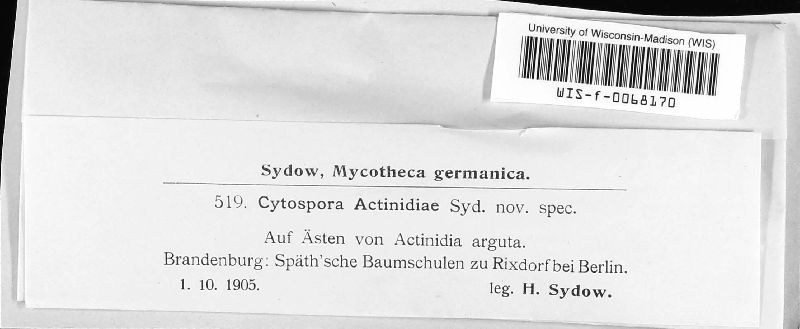 University of Wisconsin-Madison (WIS)
WIS-f-0068170
Sydow, Mycotheca germanica.
519. Cytospora Actinidiae Syd. nov. spec.
Auf Ästen von Actinidia arguta.
Brandenburg: Späth'sche Baumschulen zu Rixdorf bei Berlin.
1. 10. 1905. leg. H. Sydow.